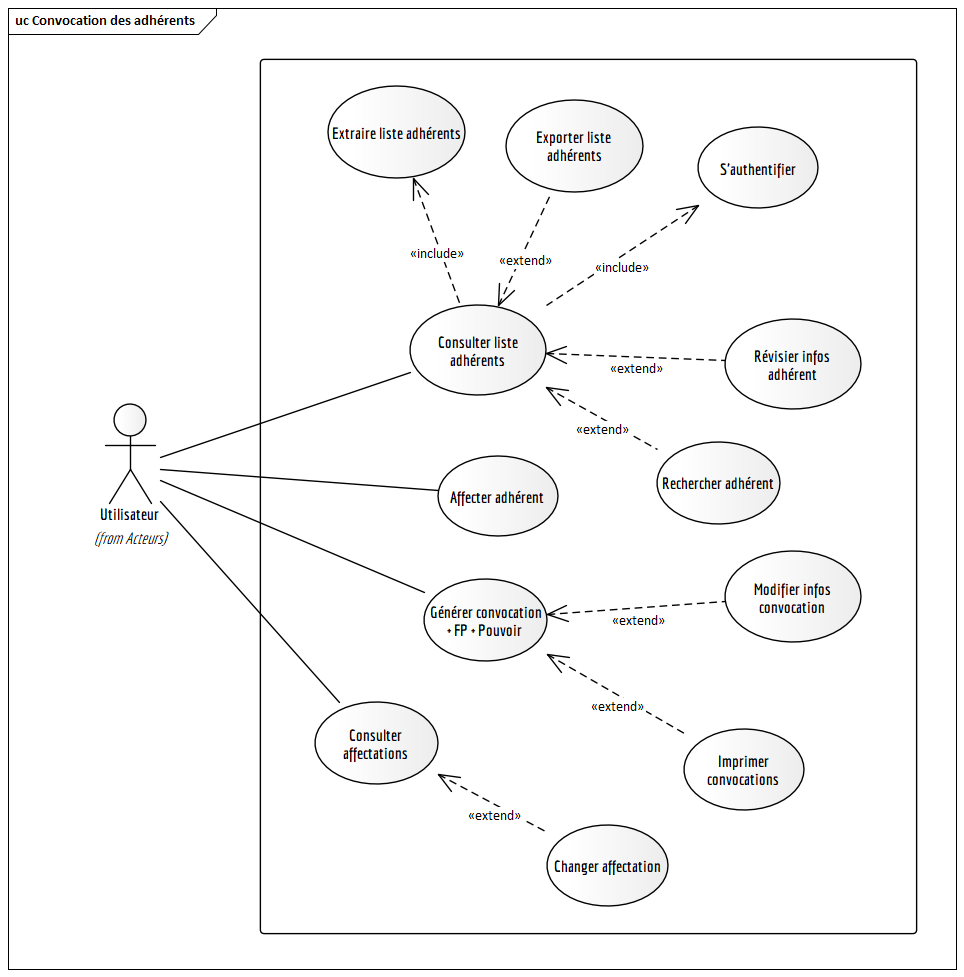 uc Convocation des adhérents
Extraire liste adhérents
Exporter liste
adhérents
S'authentifier
«include»
«extend»
«include»
Consulter liste
adhérents
Révisier infos
adhérent
«extend»
«extend»
Rechercher adhérent
Affecter adhérent
Utilisateur
(from Acteurs)
Générer convocation
+ FP + Pouvoir
Modifier infos
convocation
«extend»
«extend»
Consulter
affectations
Imprimer
convocations
«extend»
Changer affectation